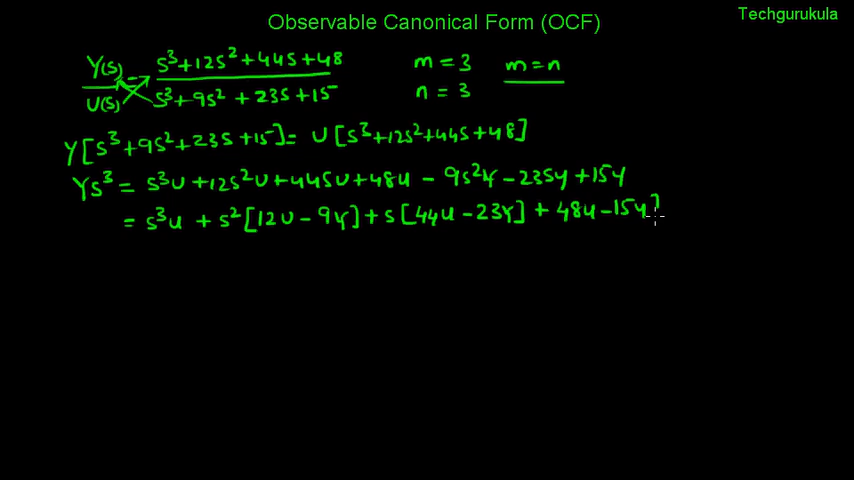 Techgurukula
Observable Canonical Form (OCF)
Y(s)/U(s) = (s³+12s²+44s+48)/(s³+9s²+23s+15)
m=3 m=n
n=3
Y[s³+9s²+23s+15]= U[s³+12s²+44s+48]
Ys³ = s³U+12s²U+44sU+48U - 9s²Y-23sY+15Y
= s³U + s²[12U-9Y]+s[44U-23Y] + 48U-15Y]